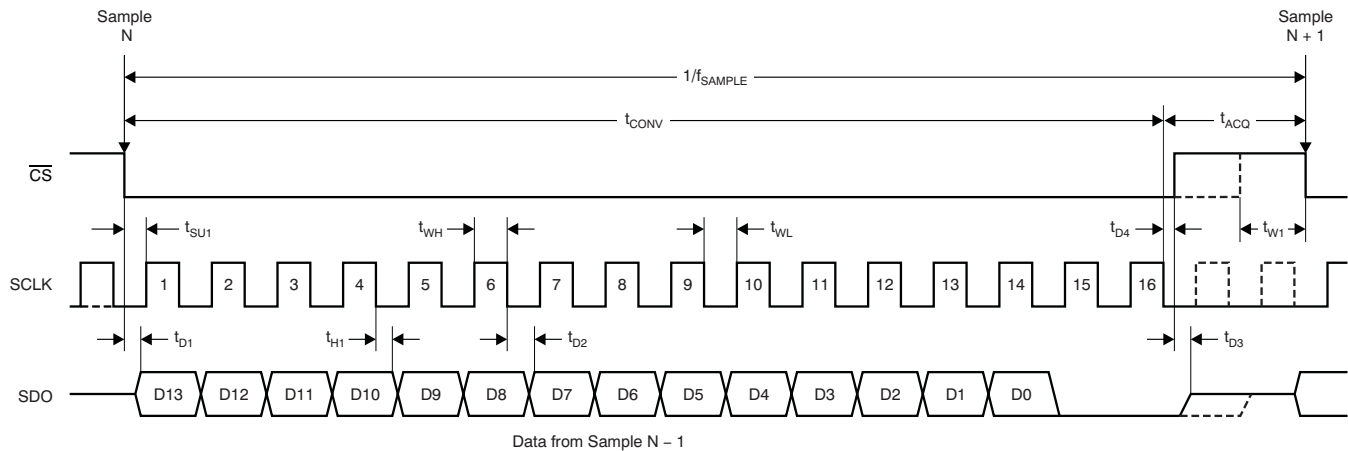 Sample
N
Sample
N + 1
1/fSAMPLE
tCONV
tACQ
CS
tSU1
tWH
tWL
tD4
tW1
SCLK
1 2 3 4 5 6 7 8 9 10 11 12 13 14 15 16
tD1
tH1
tD2
tD3
SDO
D13 D12 D11 D10 D9 D8 D7 D6 D5 D4 D3 D2 D1 D0
Data from Sample N − 1